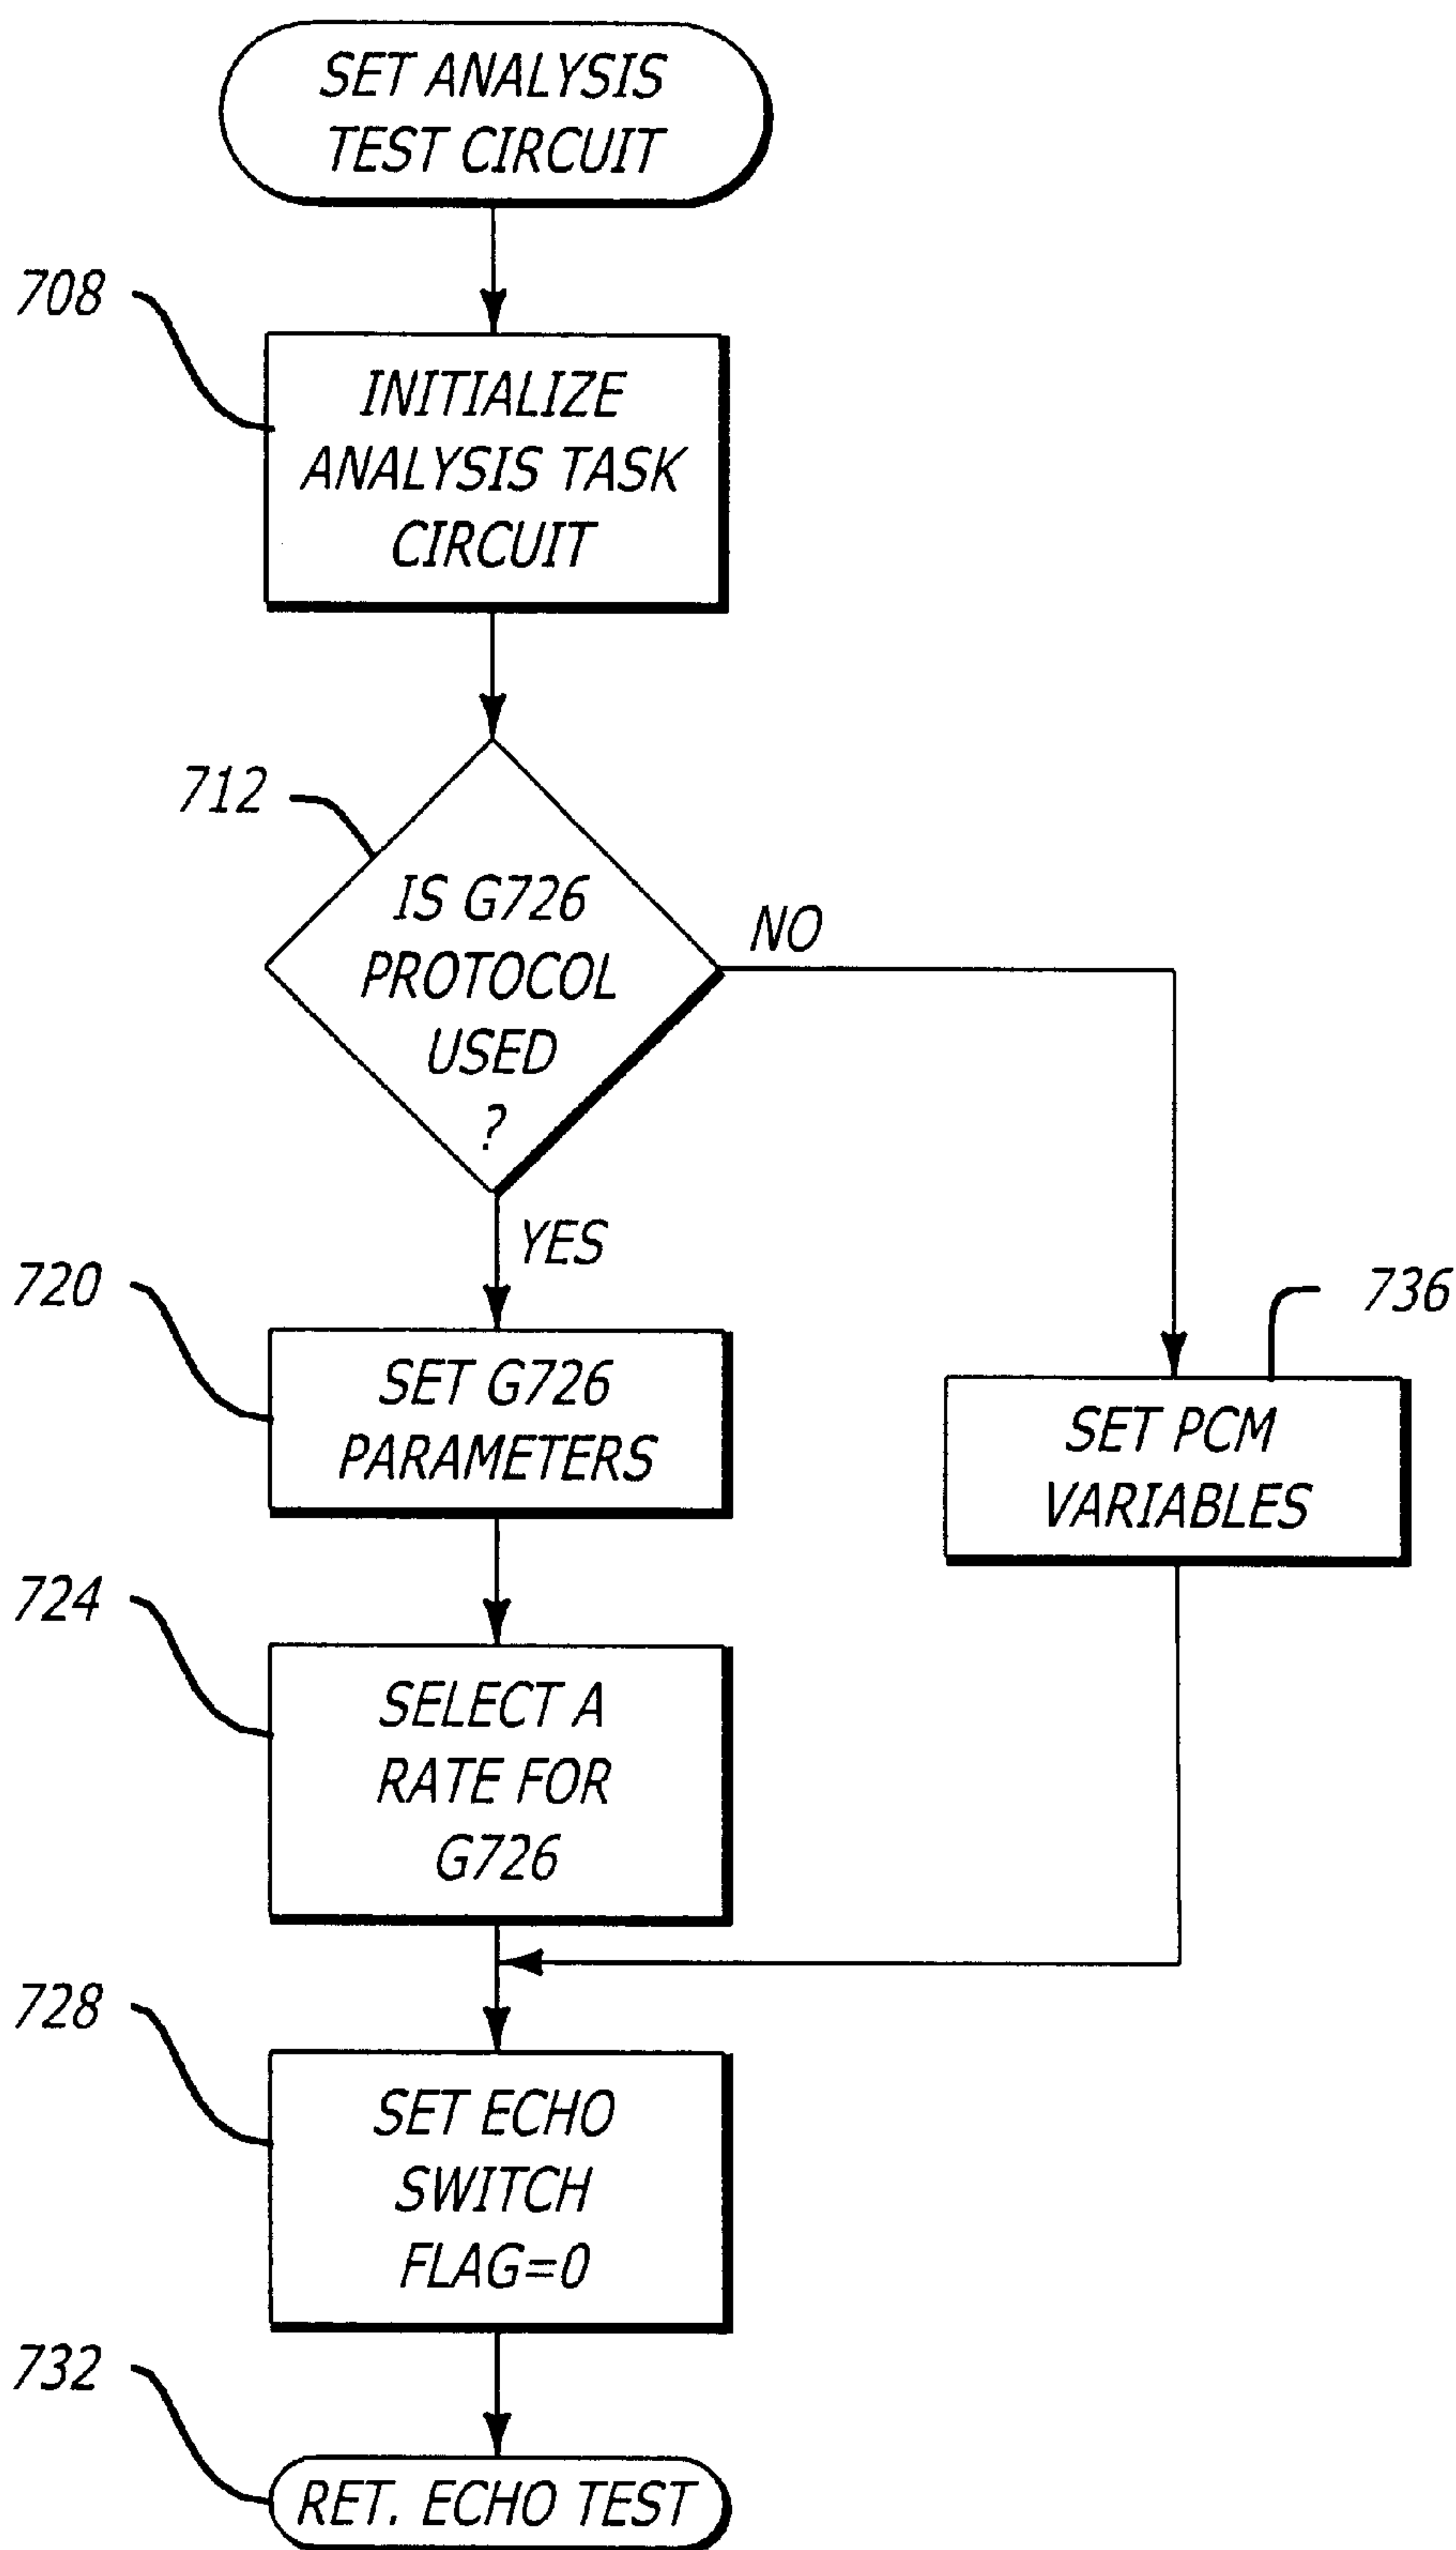 SET ANALYSIS
TEST CIRCUIT
708
INITIALIZE
ANALYSIS TASK
CIRCUIT
712
IS G726
PROTOCOL
USED
?
NO
YES
720
SET G726
PARAMETERS
736
SET PCM
VARIABLES
724
SELECT A
RATE FOR
G726
728
SET ECHO
SWITCH
FLAG=0
732
RET. ECHO TEST